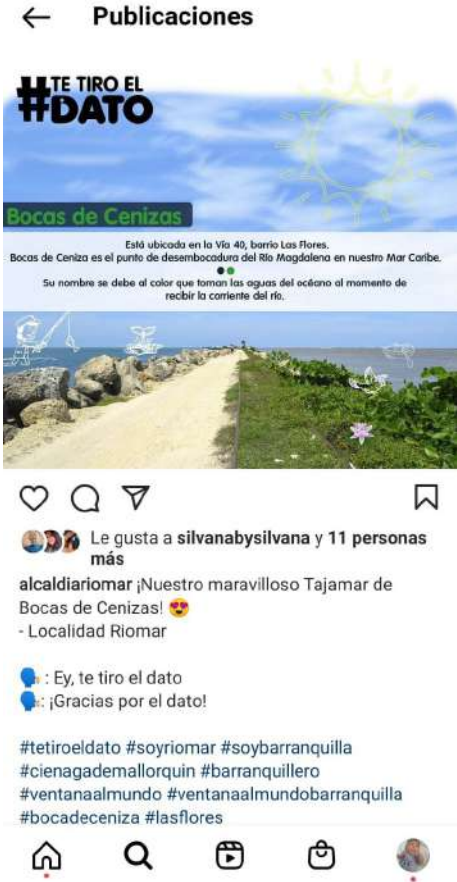 Publicaciones
#TE TIRO EL
DATO
Bocas de Cenizas
Está ubicada en la Vía 40, barrio Las Flores.
Bocas de Ceniza es el punto de desembocadura del Río Magdalena en nuestro Mar Caribe.
Su nombre se debe al color que toman las aguas del océano al momento de
recibir la corriente del río.
Le gusta a silvanabysilvana y 11 personas
más
alcaldiariomar ¡Nuestro maravilloso Tajamar de
Bocas de Cenizas! 😍
- Localidad Riomar
🗣: Ey, te tiro el dato
🗣: ¡Gracias por el dato!
#tetiroeldato #soyriomar #soybarranquilla
#cienagademallorquin #barranquillero
#ventanaalmundo #ventanaalmundobarranquilla
#bocadeceniza #lasflores